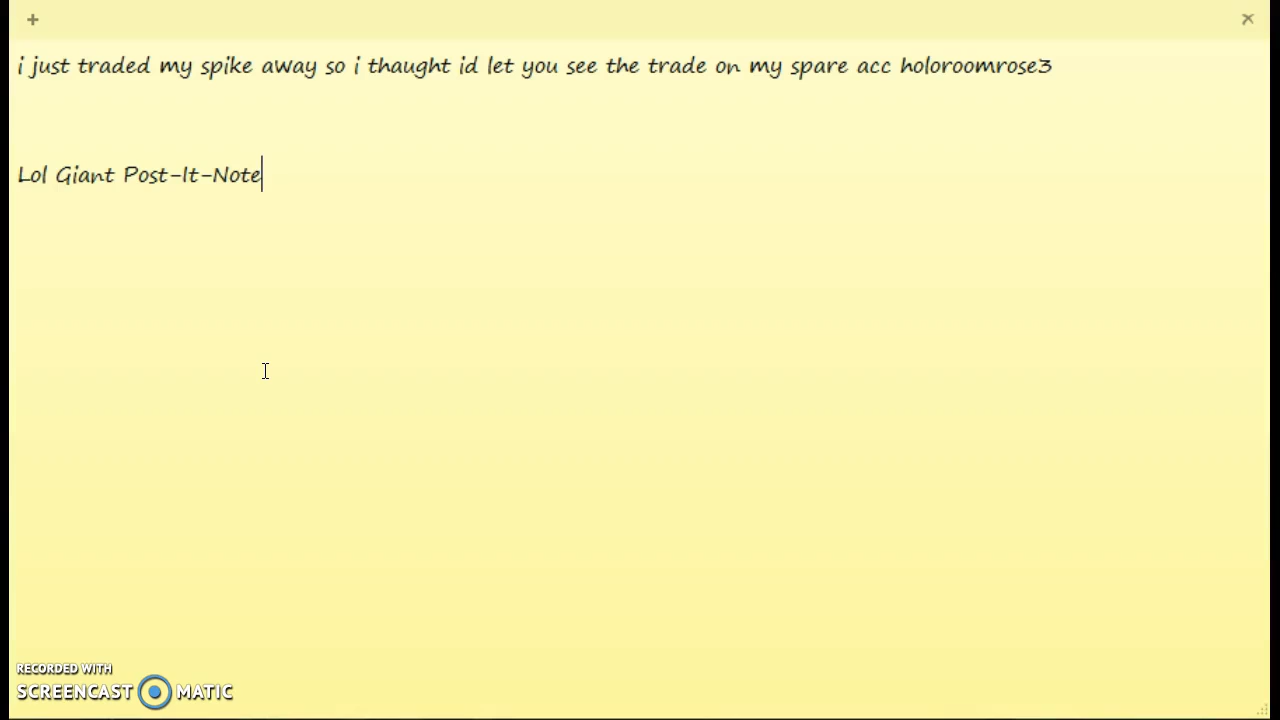 i just traded my spike away so i thaught id let you see the trade on my spare acc holoroomrose3
Lol Giant Post-It-Note
RECORDED WITH
SCREENCAST MATIC